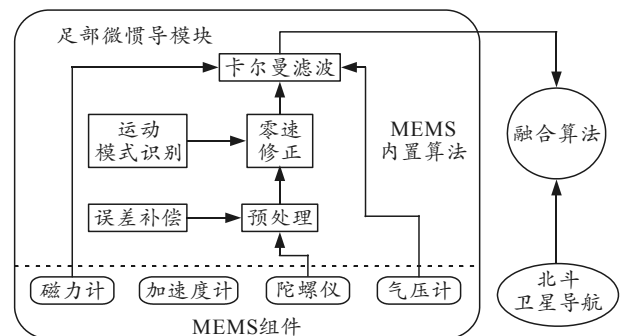 足部微惯导模块
卡尔曼滤波
运动
模式识别
零速
修正
MEMS
内置算法
融合算法
误差补偿
预处理
磁力计
加速度计
陀螺仪
气压计
MEMS组件
北斗
卫星导航